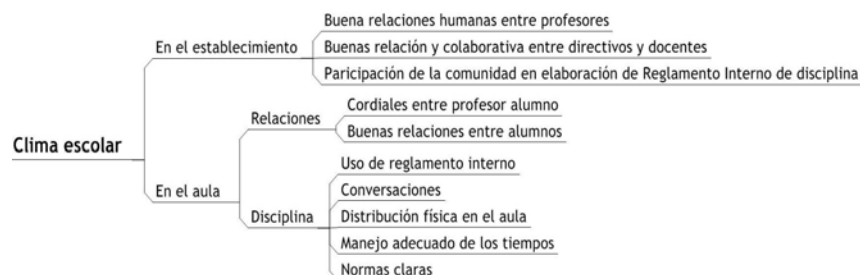 Buena relaciones humanas entre profesores
En el establecimiento
Buenas relación y colaborativa entre directivos y docentes
Paricipación de la comunidad en elaboración de Reglamento Interno de disciplina
Cordiales entre profesor alumno
Relaciones
Buenas relaciones entre alumnos
Clima escolar
Uso de reglamento interno
En el aula
Conversaciones
Disciplina
Distribución física en el aula
Manejo adecuado de los tiempos
Normas claras